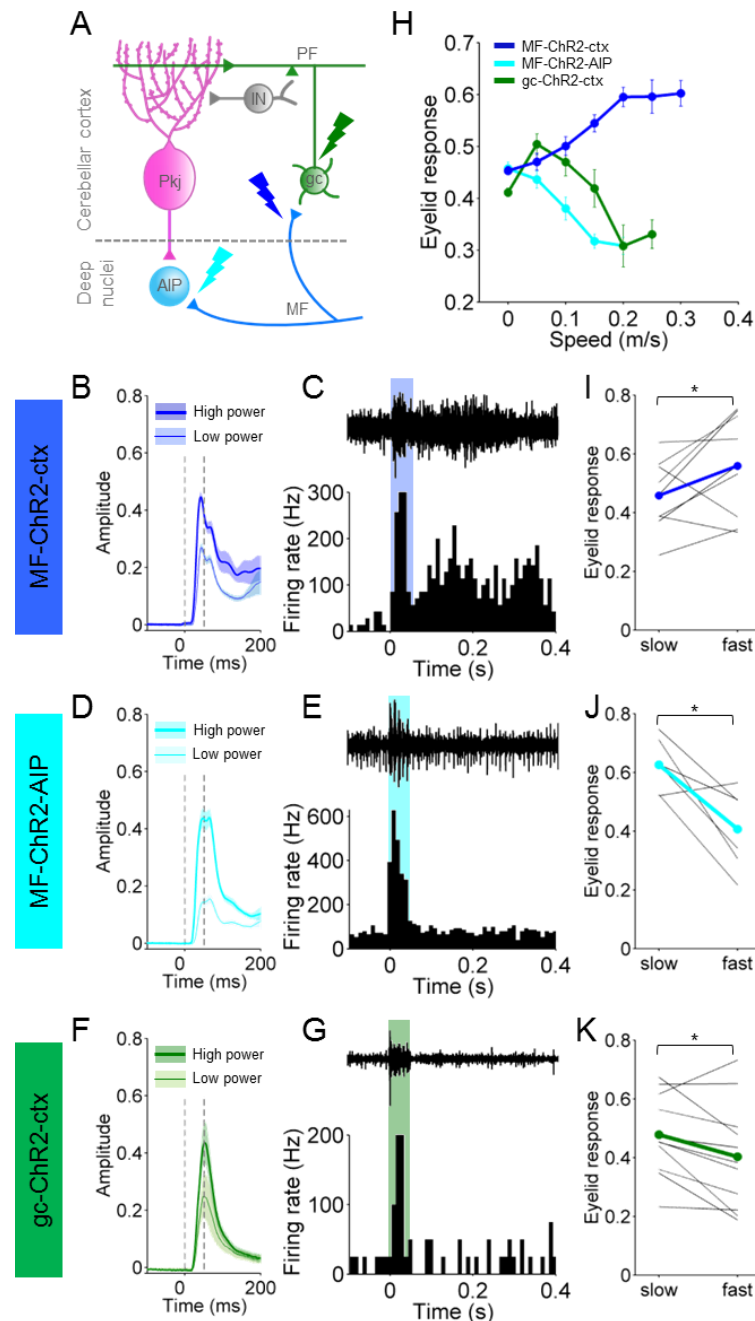 A
PF
IN
Cerebellar cortex
Pkj
gc
Deep nuclei
AIP
MF
H
MF-ChR2-ctx
MF-ChR2-AIP
gc-ChR2-ctx
0.7
0.6
0.5
0.4
0.3
0.2
Eyelid response
0 0.1 0.2 0.3 0.4
Speed (m/s)
MF-ChR2-ctx
B
High power
Low power
0.8
0.6
0.4
0.2
0
Amplitude
0 200
Time (ms)
C
300
200
100
0
Firing rate (Hz)
0 0.2 0.4
Time (s)
I
*
0.8
0.6
0.4
0.2
0
Eyelid response
slow fast
MF-ChR2-AIP
D
High power
Low power
0.8
0.6
0.4
0.2
0
Amplitude
0 200
Time (ms)
E
600
400
200
0
Firing rate (Hz)
0 0.2 0.4
Time (s)
J
*
0.8
0.6
0.4
0.2
0
Eyelid response
slow fast
gc-ChR2-ctx
F
High power
Low power
0.8
0.6
0.4
0.2
0
Amplitude
0 200
Time (ms)
G
200
100
0
Firing rate (Hz)
0 0.2 0.4
Time (s)
K
*
0.8
0.6
0.4
0.2
0
Eyelid response
slow fast